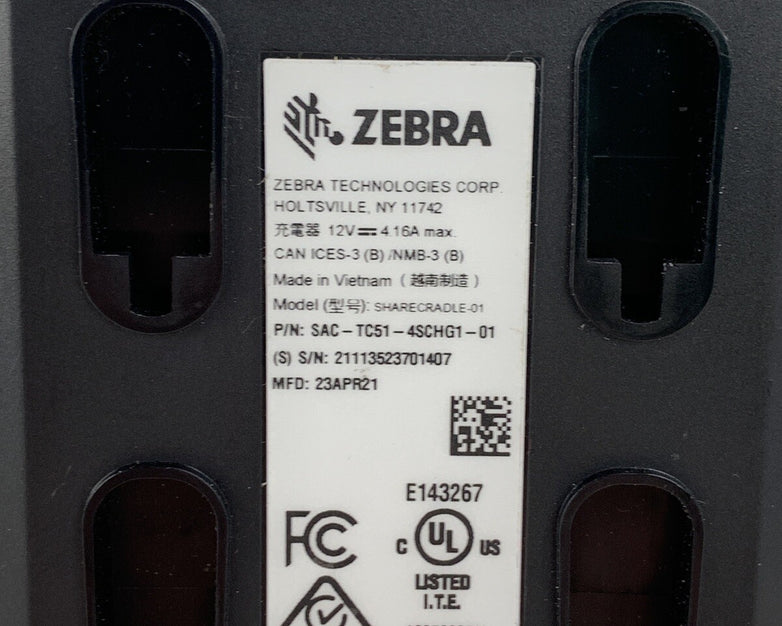 ZEBRA
ZEBRA TECHNOLOGIES CORP.
HOLTSVILLE, NY 11742
充電器 12V⎓4.16A max.
CAN ICES-3 (B) /NMB-3 (B)
Made in Vietnam (越南制造)
Model (型号): SHARECRADLE-01
P/N: SAC-TC51-4SCHG1-01
(S) S/N: 21113523701407
MFD: 23APR21
E143267
FC
C UL US
LISTED
I.T.E.